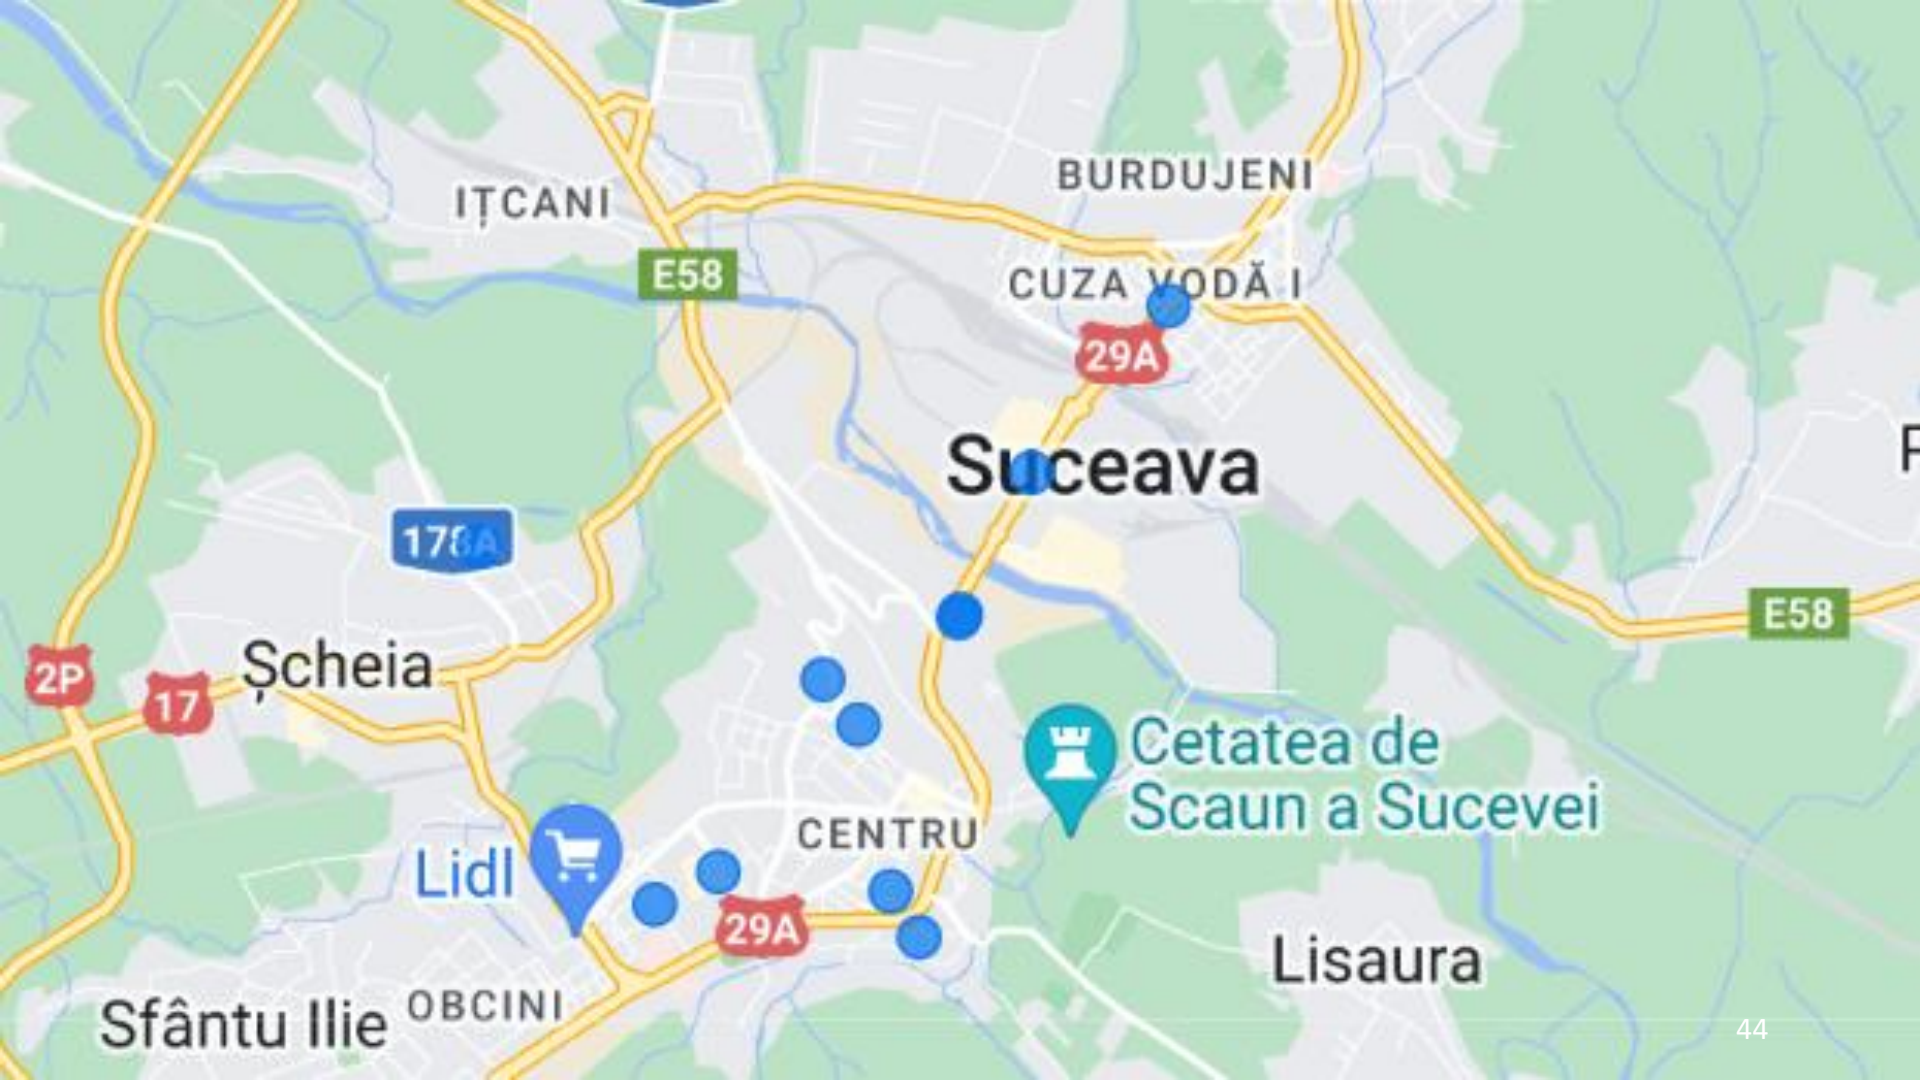 BURDUJENI
IȚCANI
E58
CUZA VODĂ I
29A
Suceava
178A
E58
Șcheia
2P
17
Cetatea de
Scaun a Sucevei
CENTRU
Lidl
29A
Lisaura
Sfântu Ilie
OBCINI
44